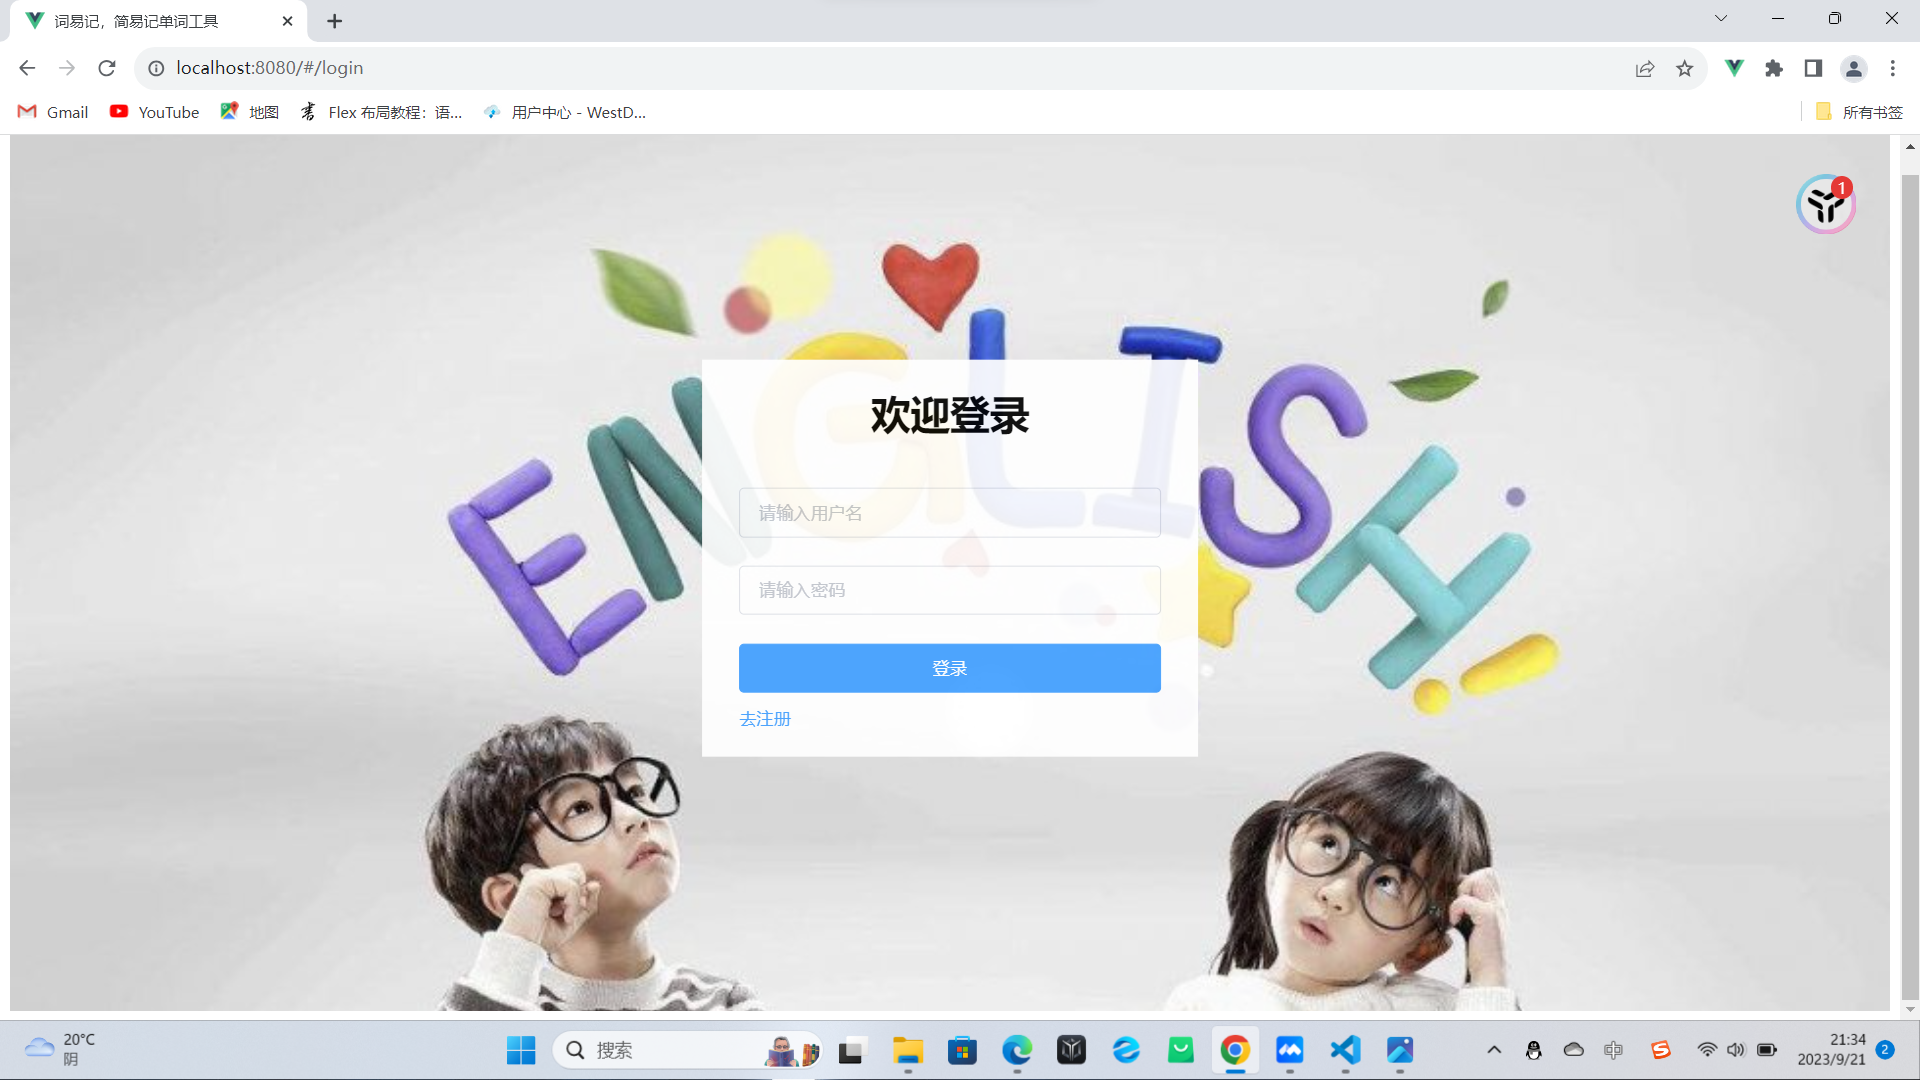 词易记，简易记单词工具
localhost:8080/#/login
Gmail
YouTube
地图
Flex 布局教程：语...
用户中心 - WestD...
所有书签
1
ENGLISH!
欢迎登录
请输入用户名
请输入密码
登录
去注册
20°C
阴
搜索
中
21:34
2023/9/21
2